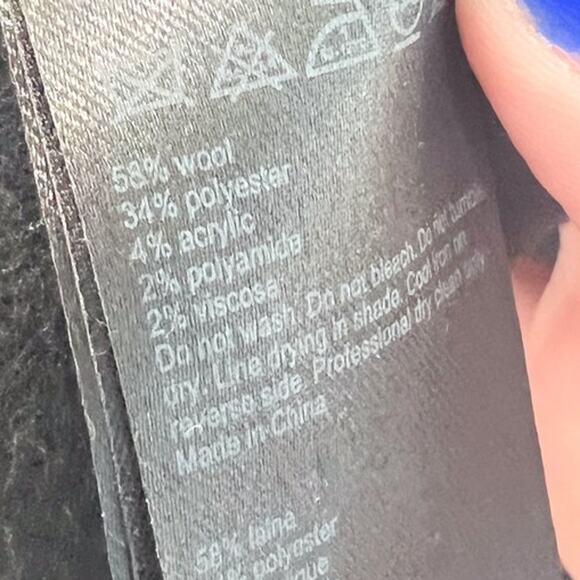 58% wool
34% polyester
4% acrylic
2% polyamide
2% viscose
Do not wash. Do not bleach. Do not tumble
dry. Line drying in shade. Cool iron on
reverse side. Professional dry clean only
Made in China
58% laine
polyester